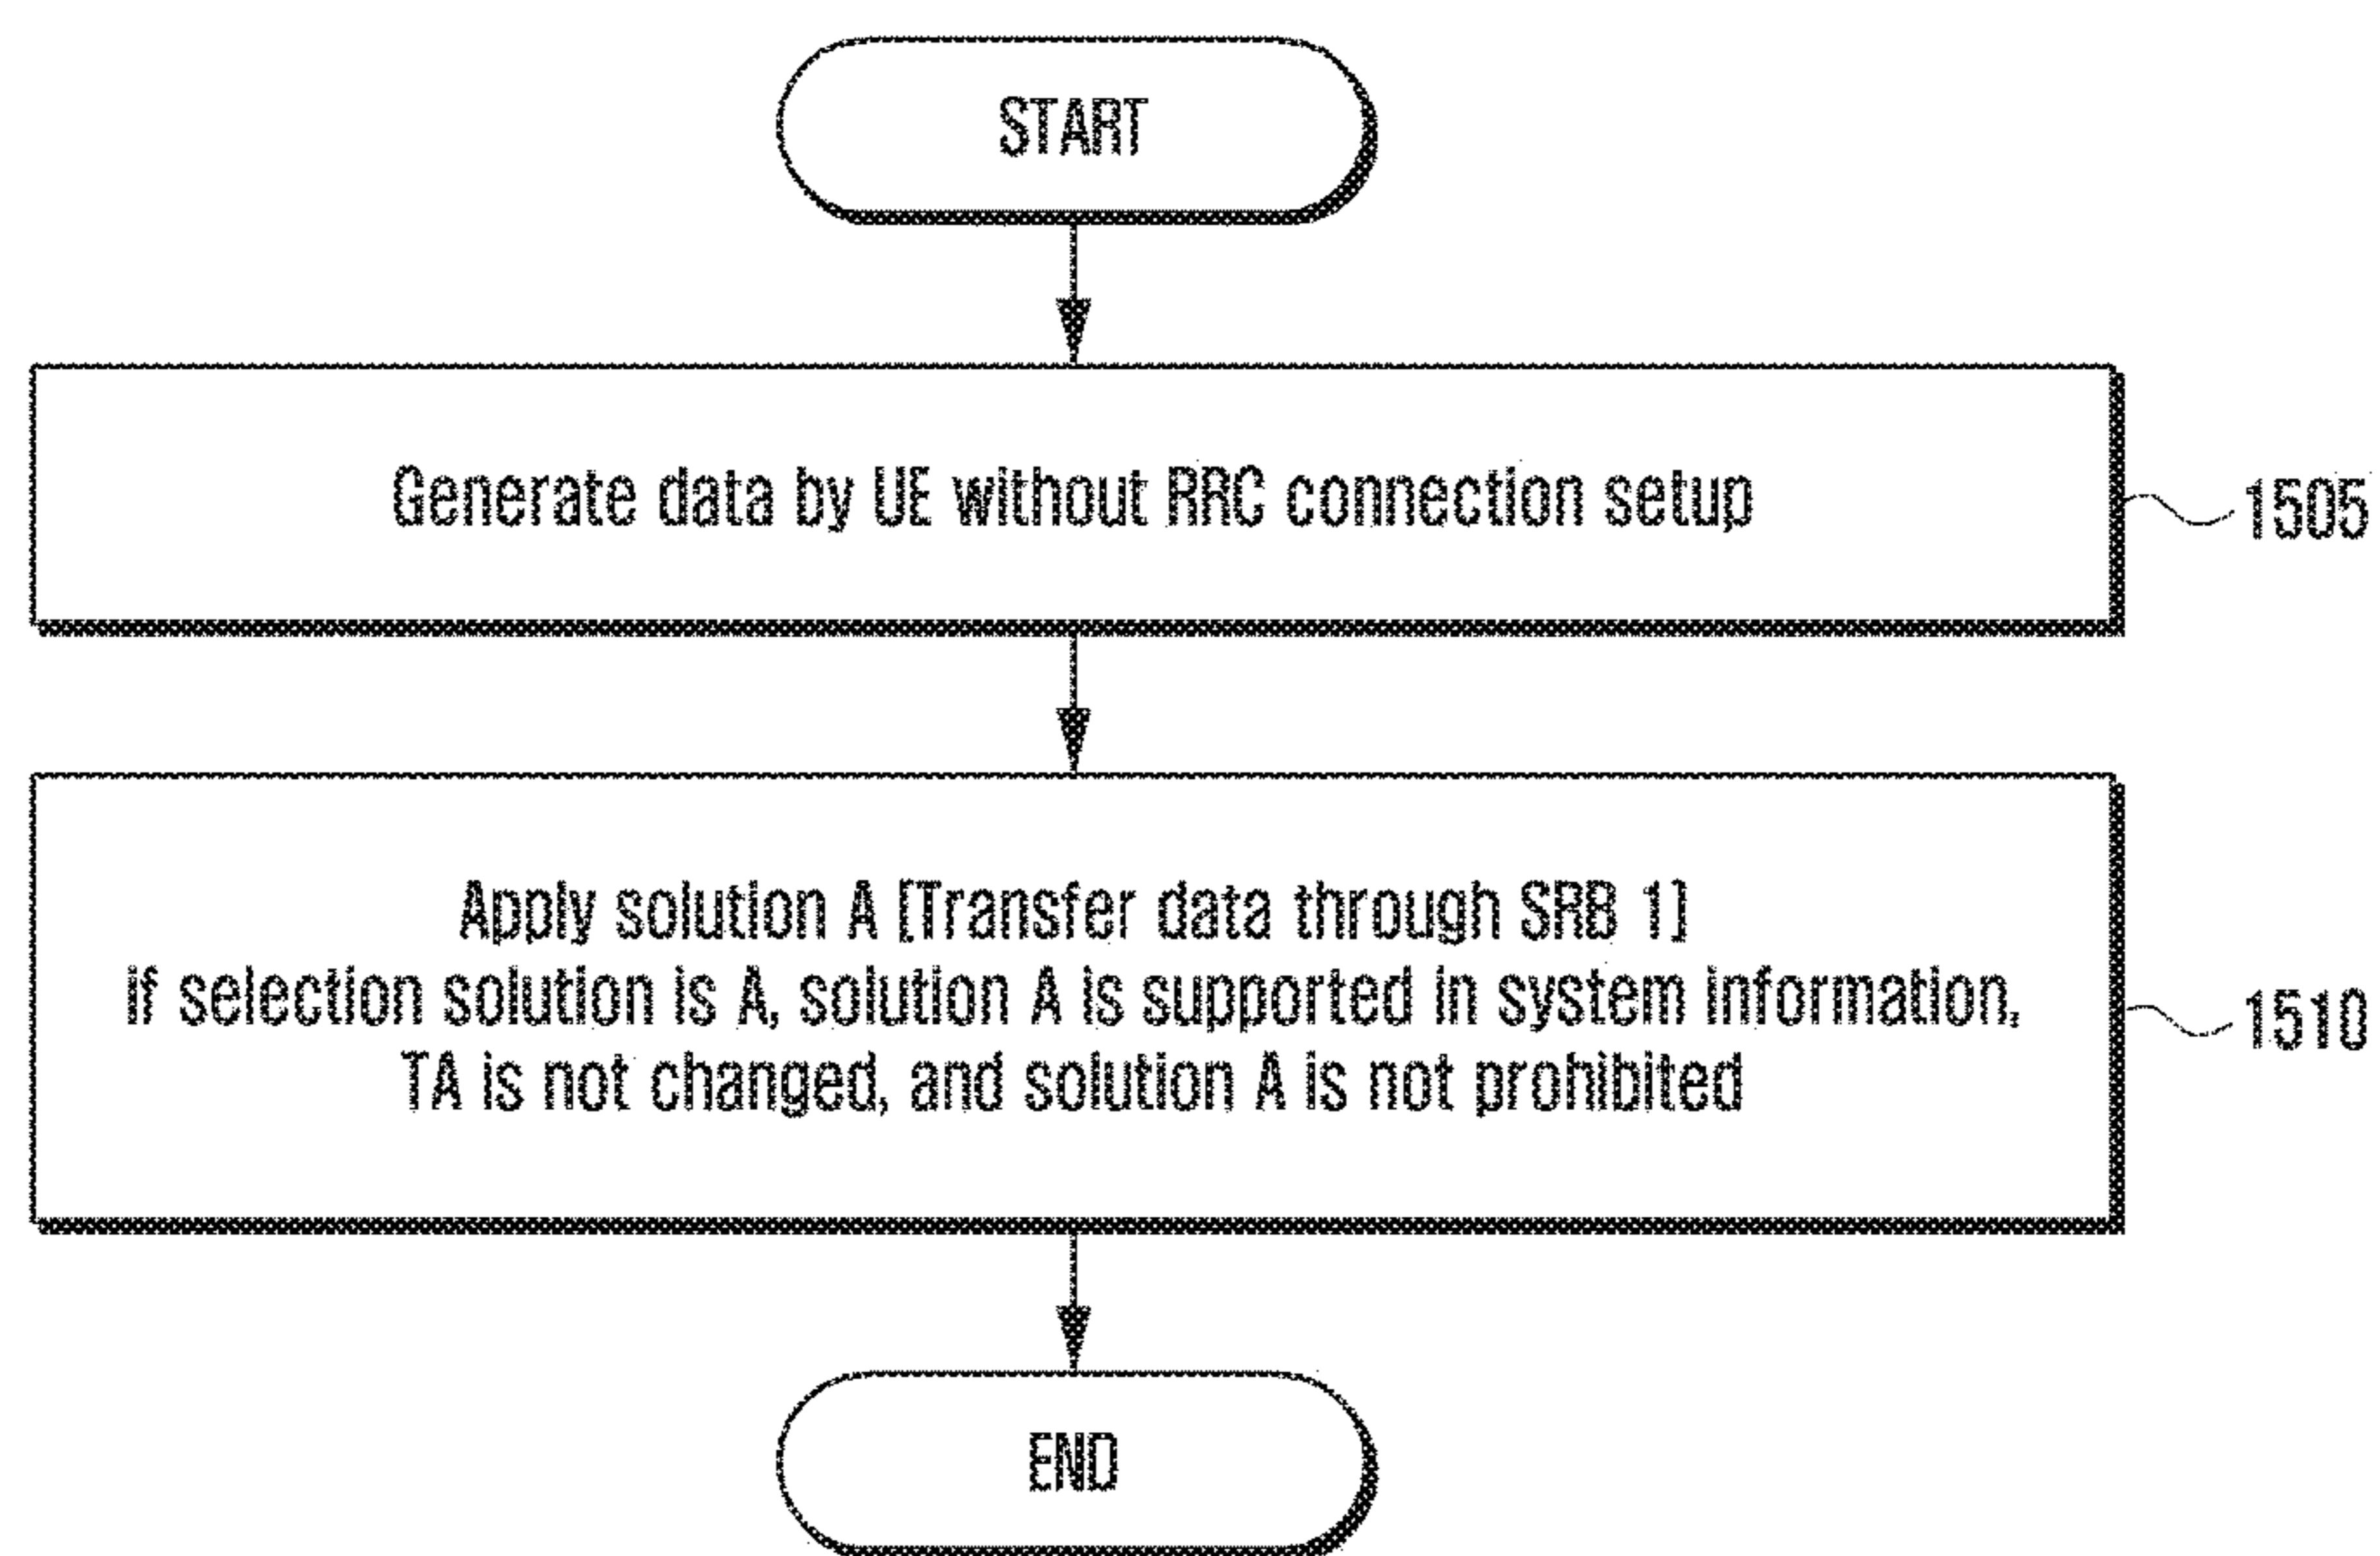 START
Generate data by UE without RRC connection setup
1505
Apply solution A [Transfer data through SRB 1]
if selection solution is A, solution A is supported in system information,
TA is not changed, and solution A is not prohibited
1510
END